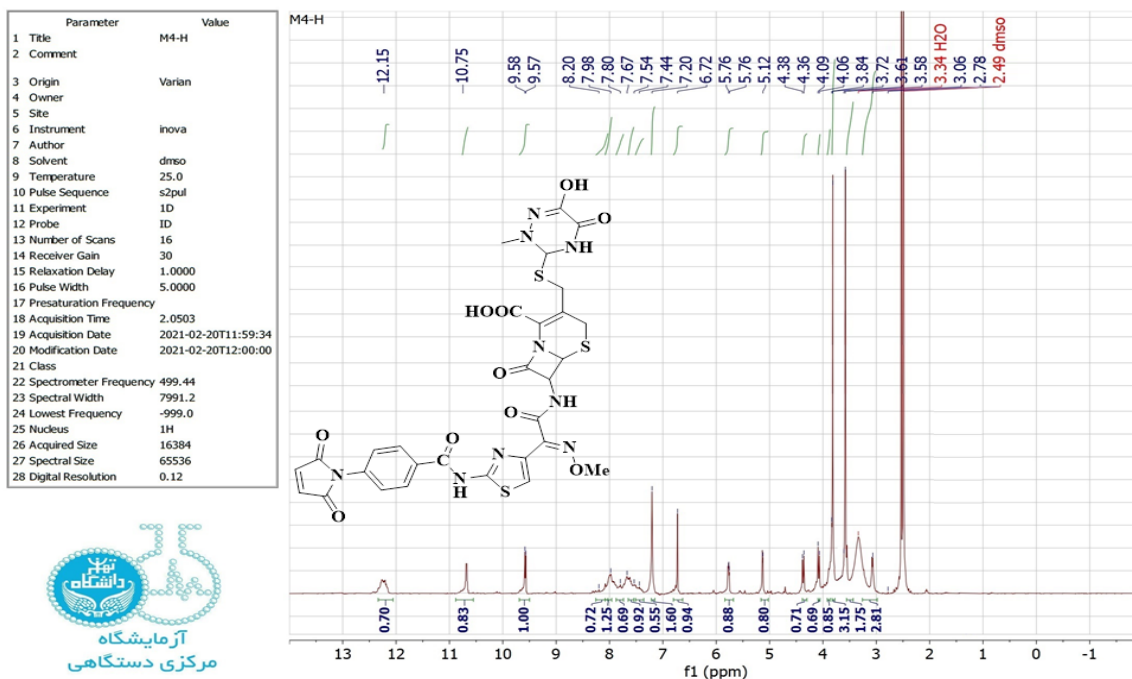 Parameter Value
1 Title M4-H
2 Comment
3 Origin Varian
4 Owner
5 Site
6 Instrument inova
7 Author
8 Solvent dmso
9 Temperature 25.0
10 Pulse Sequence s2pul
11 Experiment 1D
12 Probe ID
13 Number of Scans 16
14 Receiver Gain 30
15 Relaxation Delay 1.0000
16 Pulse Width 5.0000
17 Presaturation Frequency
18 Acquisition Time 2.0503
19 Acquisition Date 2021-02-20T11:59:34
20 Modification Date 2021-02-20T12:00:00
21 Class
22 Spectrometer Frequency 499.44
23 Spectral Width 7991.2
24 Lowest Frequency -999.0
25 Nucleus 1H
26 Acquired Size 16384
27 Spectral Size 65536
28 Digital Resolution 0.12
دانشگاه
تهران
آزمایشگاه
مرکزی دستگاهی
M4-H
12.15 10.75 9.58 9.57 8.20 7.98 7.80 7.67 7.54 7.44 7.20 6.72 5.76 5.76 5.12 4.38 4.36 4.09 4.06 3.84 3.72 3.61 3.58 3.34 H2O 3.06 2.78 2.49 dmso
OH
N O
N NH
S
HOOC
N S
O
NH
O
N
OMe
O O
N N
N H S
O
0.70 0.83 1.00 0.72 1.25 0.69 0.92 0.55 1.60 0.94 0.88 0.80 0.71 0.69 0.85 3.15 1.75 2.81
13 12 11 10 9 8 7 6 5 4 3 2 1 0 -1
f1 (ppm)